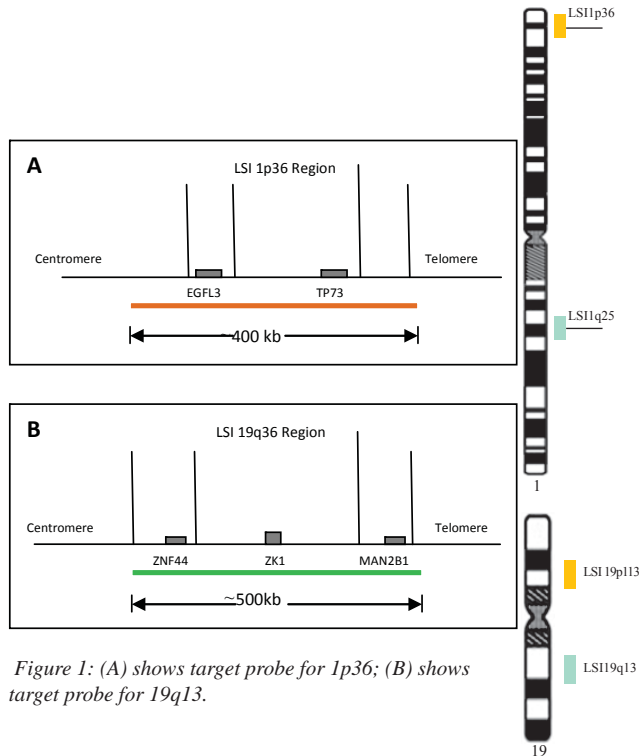 LSI1p36
A
LSI 1p36 Region
Centromere
Telomere
EGFL3
TP73
~400 kb
LSI1q25
B
LSI 19q36 Region
Centromere
Telomere
ZNF44
ZK1
MAN2B1
~500kb
1
LSI 19p113
LSI19q13
19
Figure 1: (A) shows target probe for 1p36; (B) shows
target probe for 19q13.